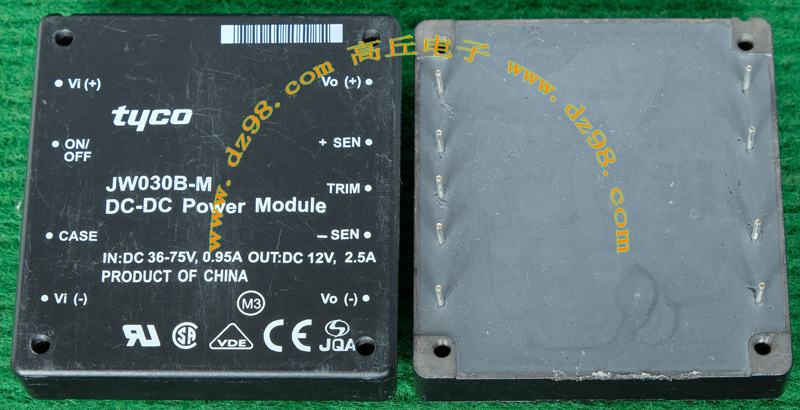 Vi (+)
Vo (+)
tyco
ON/
OFF
+ SEN
JW030B-M
TRIM
DC-DC Power Module
CASE
– SEN
IN:DC 36-75V, 0.95A OUT:DC 12V, 2.5A
PRODUCT OF CHINA
Vi (-)
M3
Vo (-)
VDE
CE
JQA
www.dz98.com 高丘电子 www.dz98.com